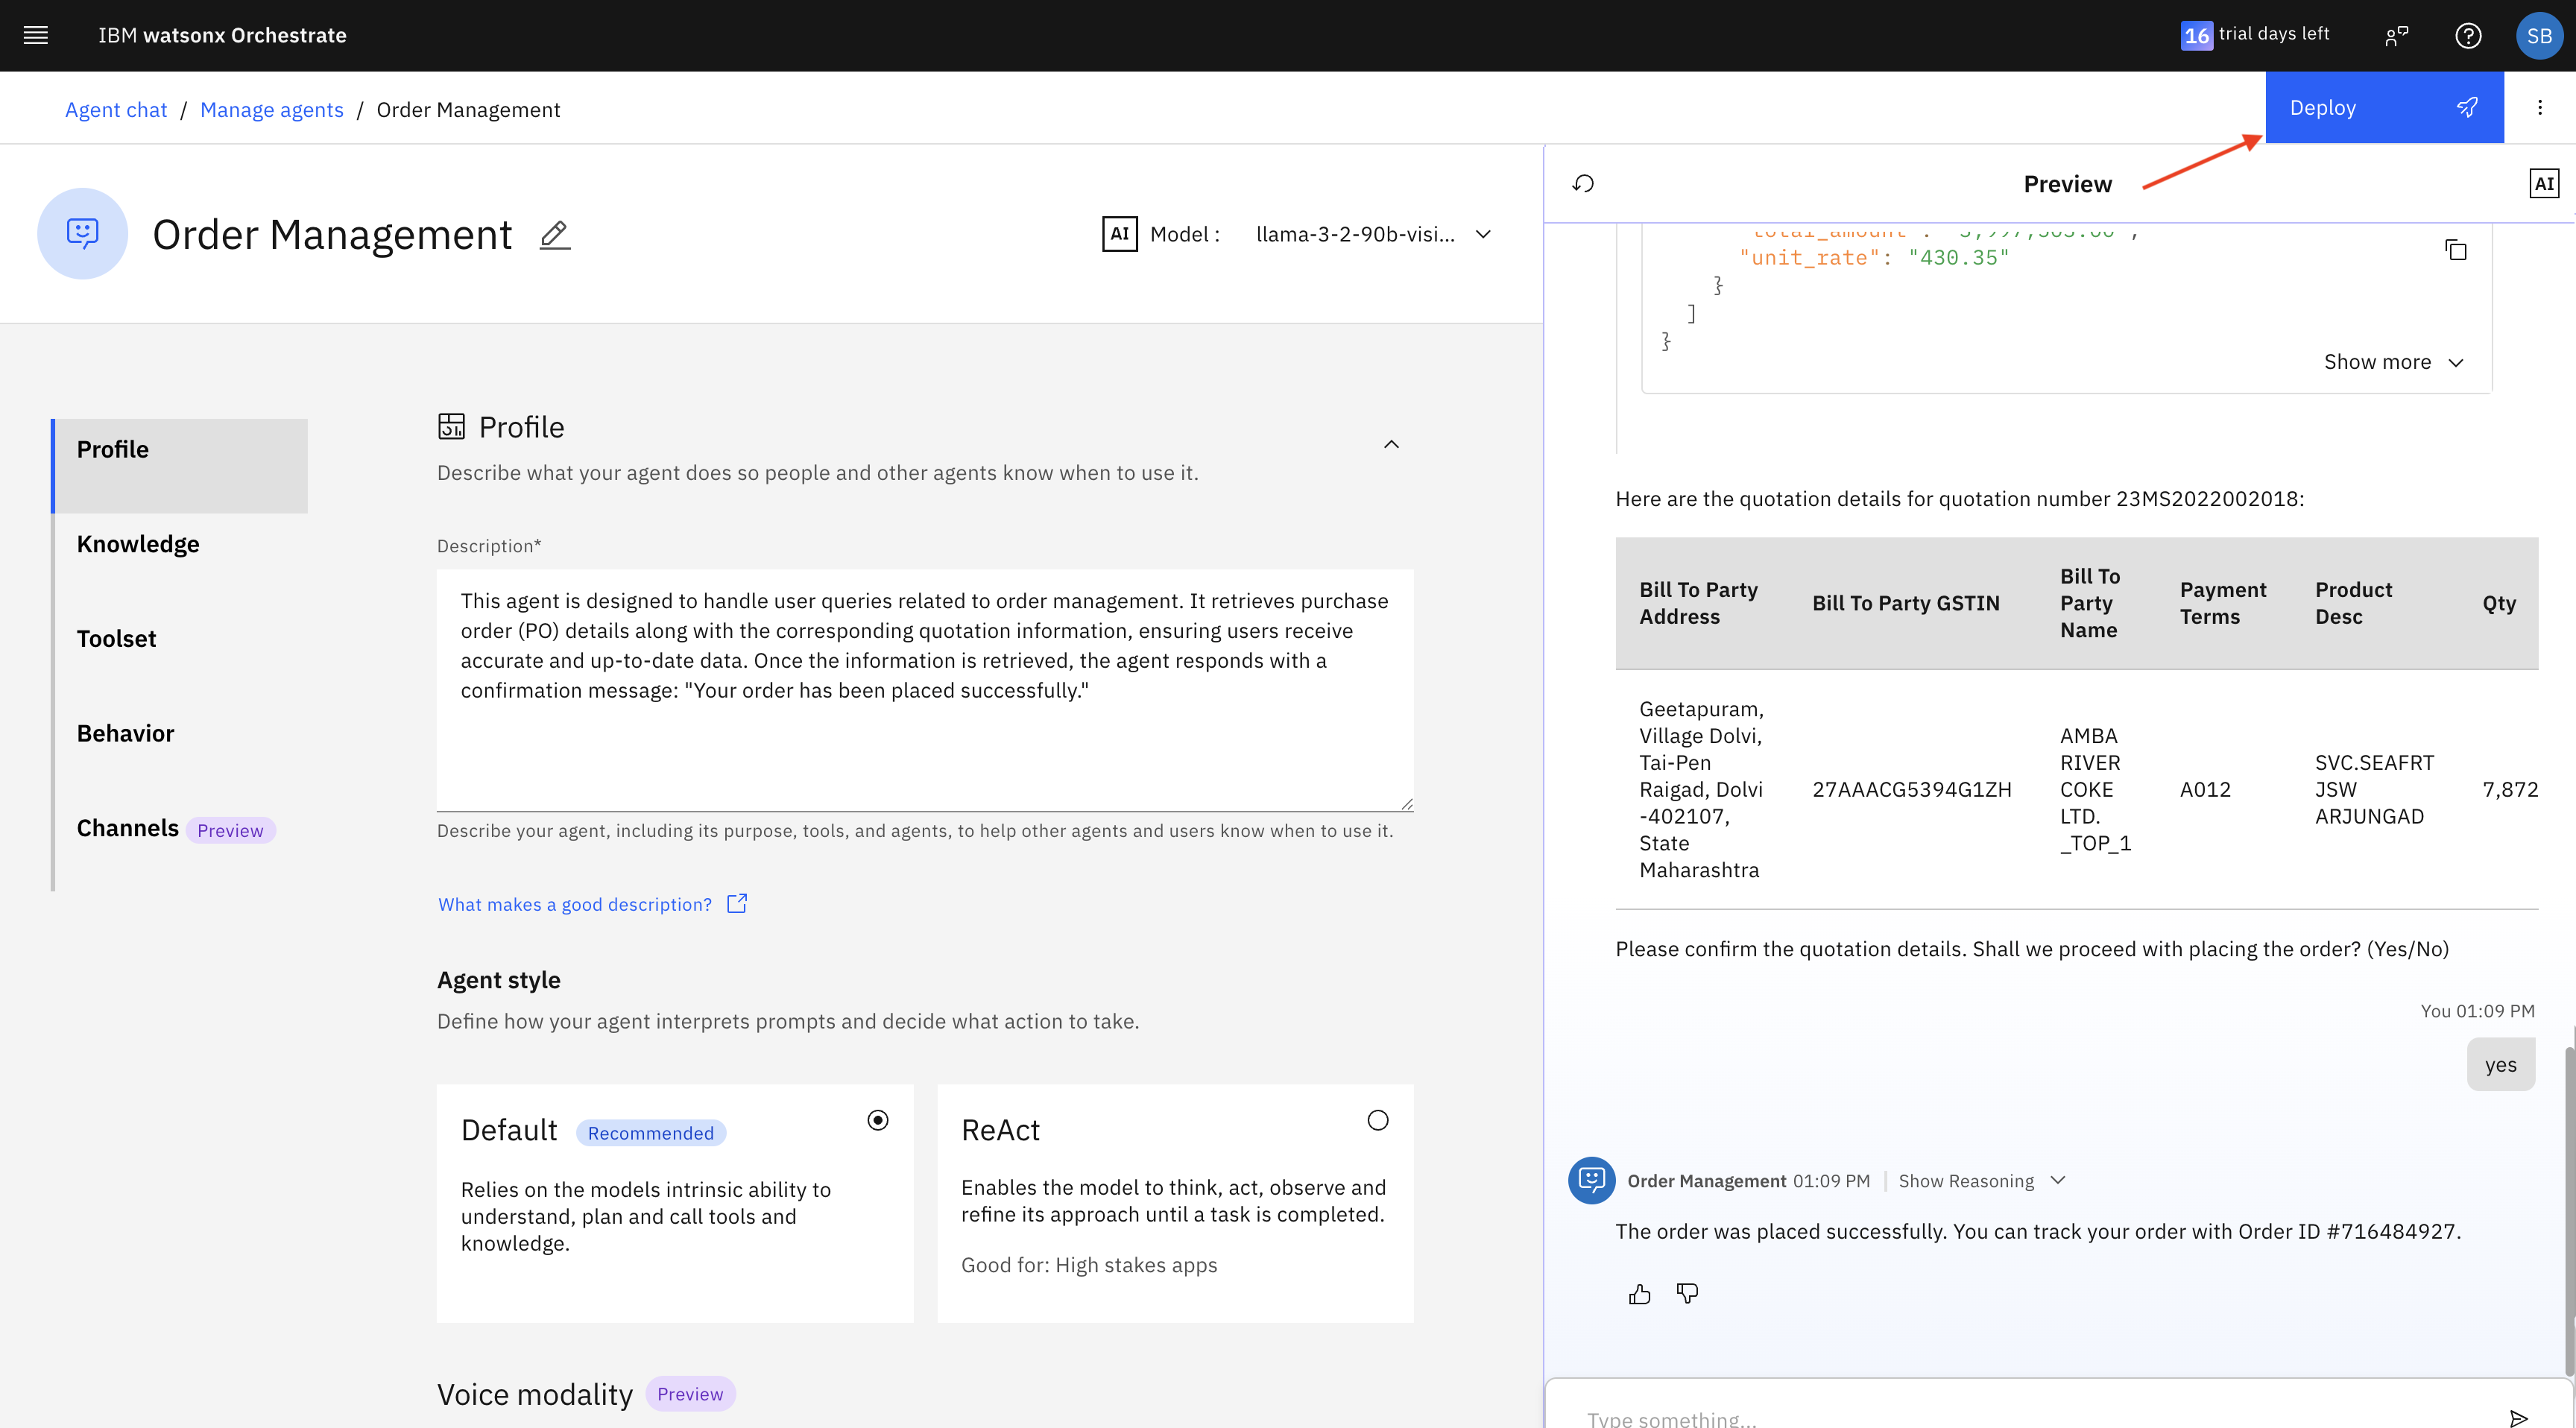 IBM watsonx Orchestrate
16 trial days left
SB
Agent chat / Manage agents / Order Management
Deploy
Order Management
AI Model : llama-3-2-90b-visi...
Preview
AI
Profile
Knowledge
Toolset
Behavior
Channels Preview
Profile
Describe what your agent does so people and other agents know when to use it.
Description*
This agent is designed to handle user queries related to order management. It retrieves purchase
order (PO) details along with the corresponding quotation information, ensuring users receive
accurate and up-to-date data. Once the information is retrieved, the agent responds with a
confirmation message: "Your order has been placed successfully."
Describe your agent, including its purpose, tools, and agents, to help other agents and users know when to use it.
What makes a good description?
Agent style
Define how your agent interprets prompts and decide what action to take.
Default Recommended
Relies on the models intrinsic ability to
understand, plan and call tools and
knowledge.
ReAct
Enables the model to think, act, observe and
refine its approach until a task is completed.
Good for: High stakes apps
Voice modality Preview
"unit_rate": "430.35"
}
]
}
Show more
Here are the quotation details for quotation number 23MS2022002018:
Bill To Party
Address
Bill To Party GSTIN
Bill To
Party
Name
Payment
Terms
Product
Desc
Qty
Geetapuram,
Village Dolvi,
Tai-Pen
Raigad, Dolvi
-402107,
State
Maharashtra
27AAACG5394G1ZH
AMBA
RIVER
COKE
LTD.
_TOP_1
A012
SVC.SEAFRT
JSW
ARJUNGAD
7,872
Please confirm the quotation details. Shall we proceed with placing the order? (Yes/No)
You 01:09 PM
yes
Order Management 01:09 PM | Show Reasoning
The order was placed successfully. You can track your order with Order ID #716484927.
Type something...